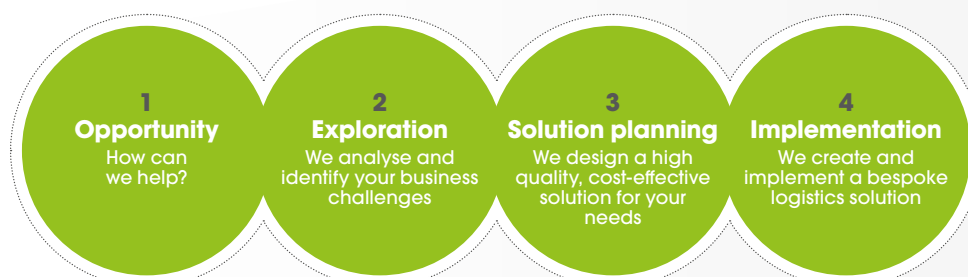 1
Opportunity
How can
we help?
2
Exploration
We analyse and
identify your business
challenges
3
Solution planning
We design a high
quality, cost-effective
solution for your
needs
4
Implementation
We create and
implement a bespoke
logistics solution